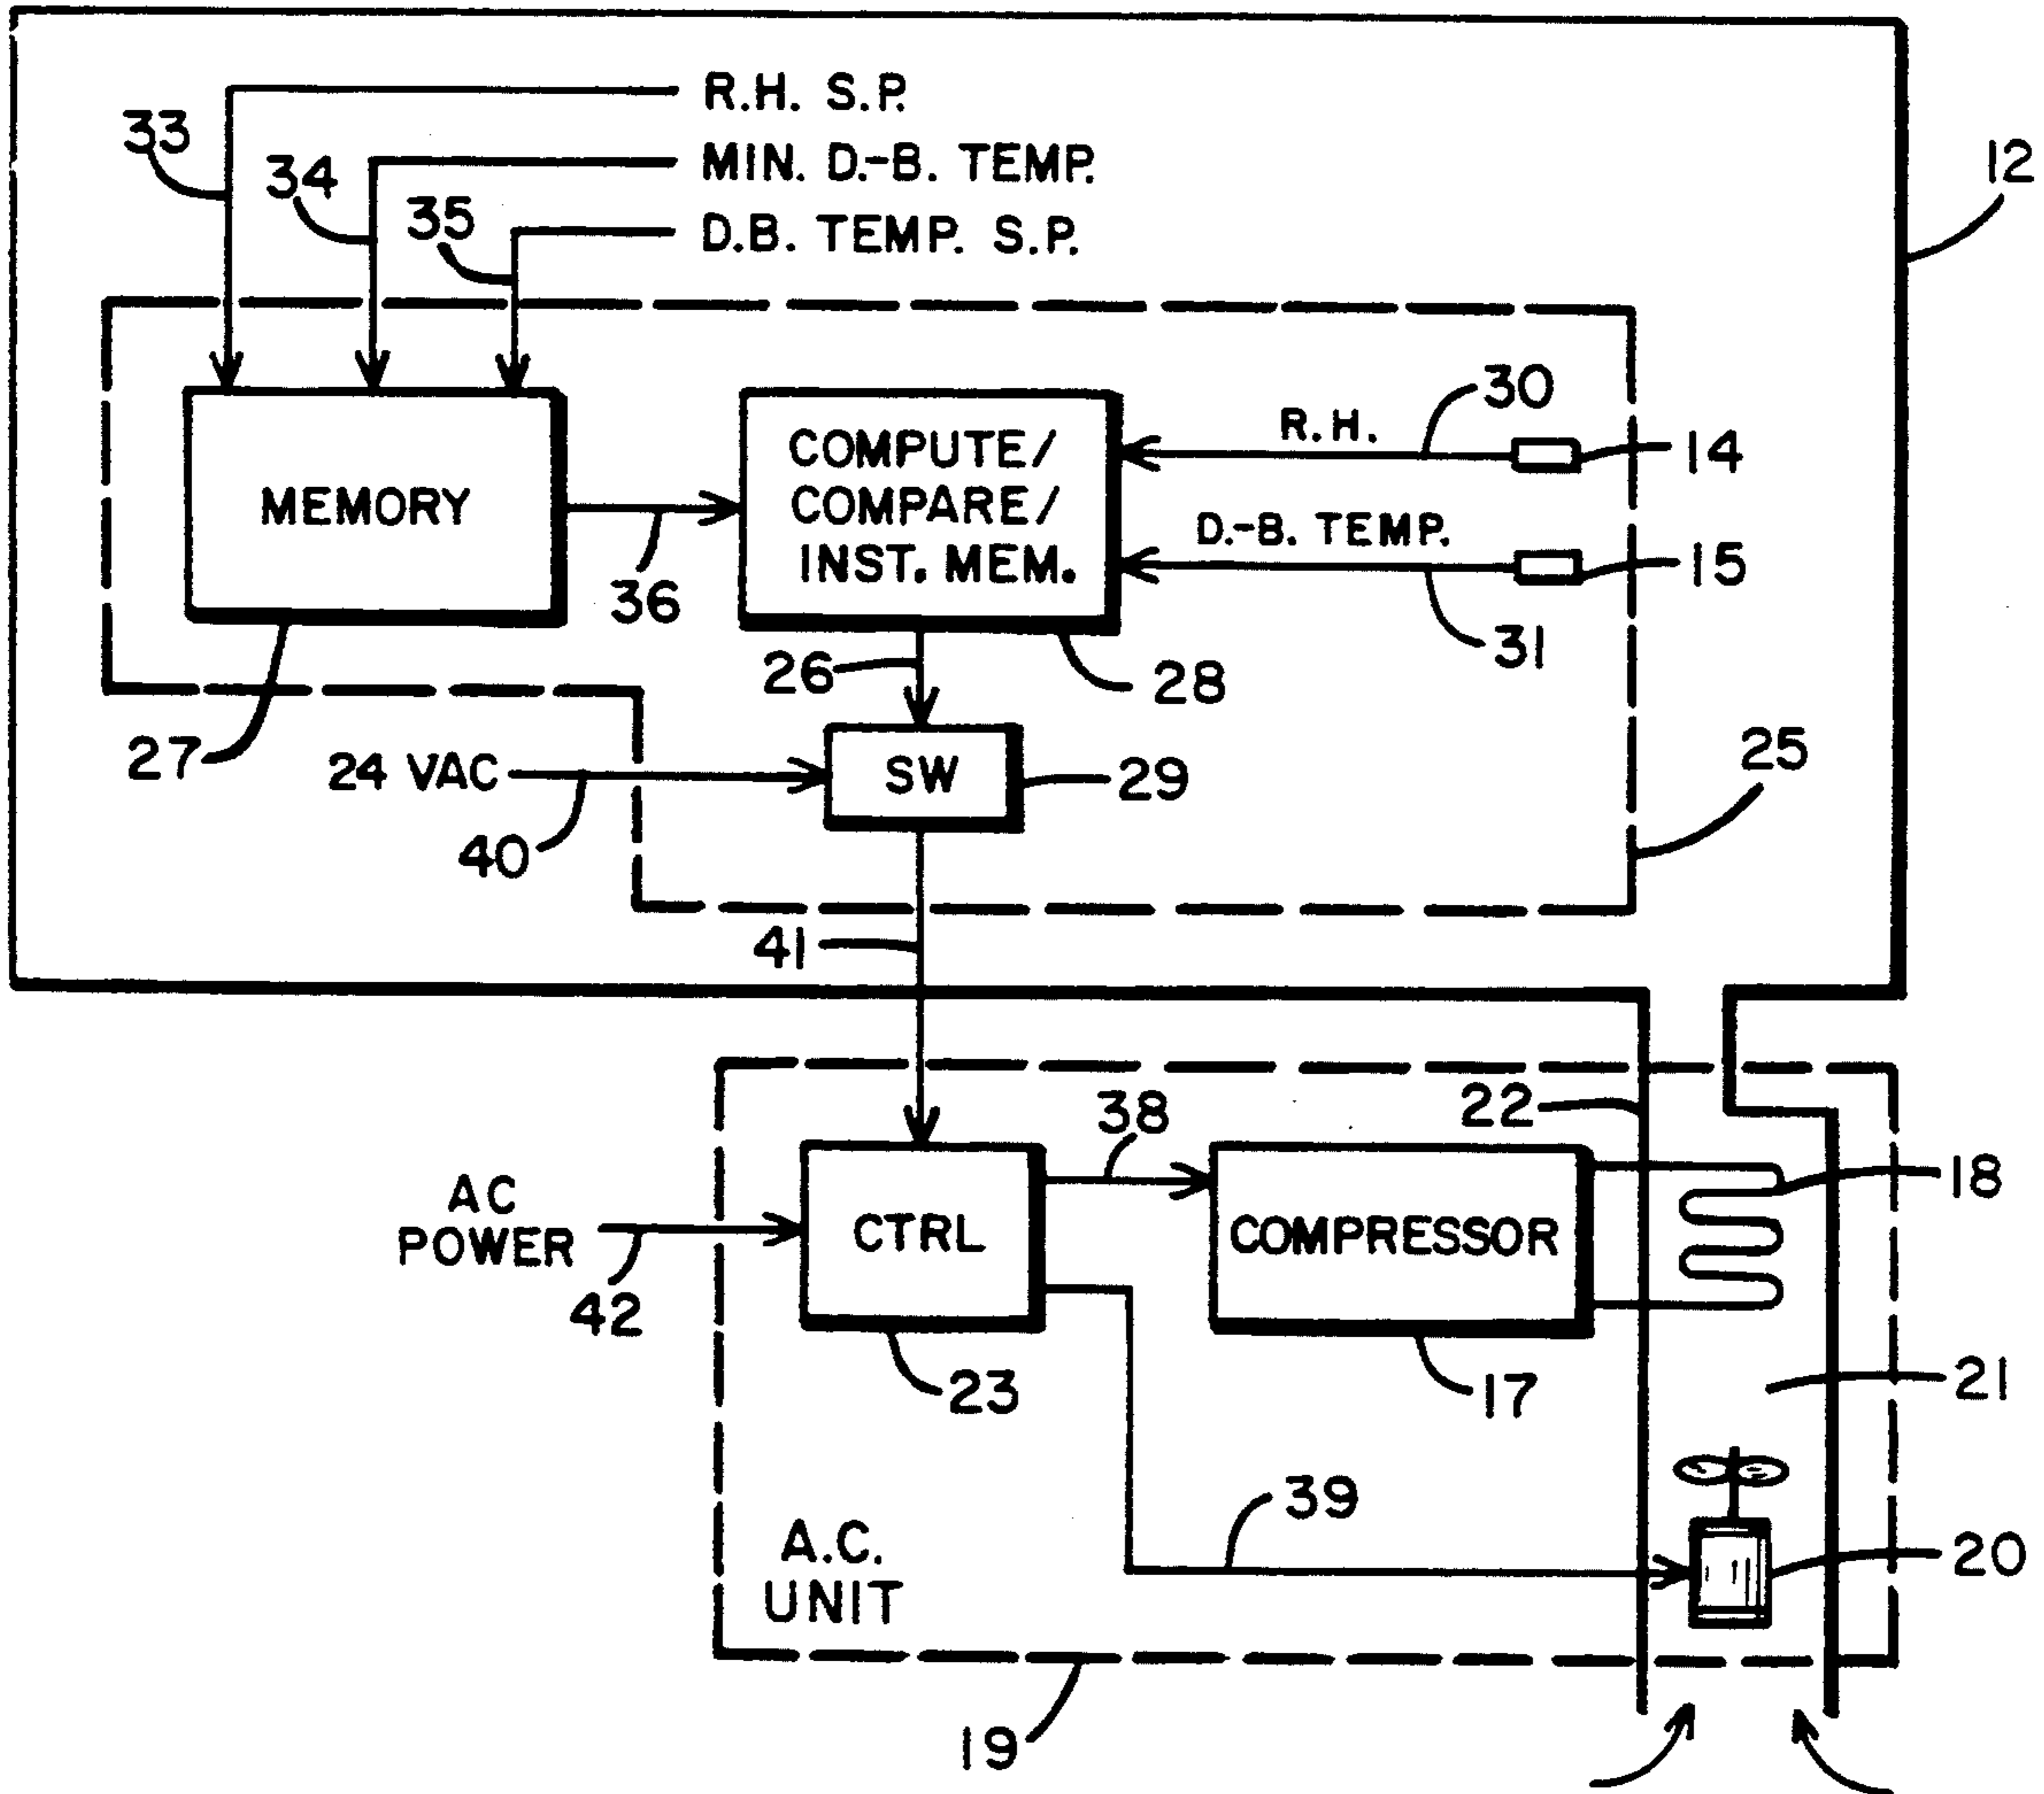 R.H. S.P.
33
MIN. D.-B. TEMP.
12
34
35
D.B. TEMP. S.P.
30
R.H.
14
COMPUTE/
COMPARE/
INST. MEM.
MEMORY
D.-B. TEMP.
15
36
31
26
28
27
24 VAC
SW
29
25
40
41
22
38
18
AC
POWER
CTRL
COMPRESSOR
42
23
17
21
39
A.C.
UNIT
20
19